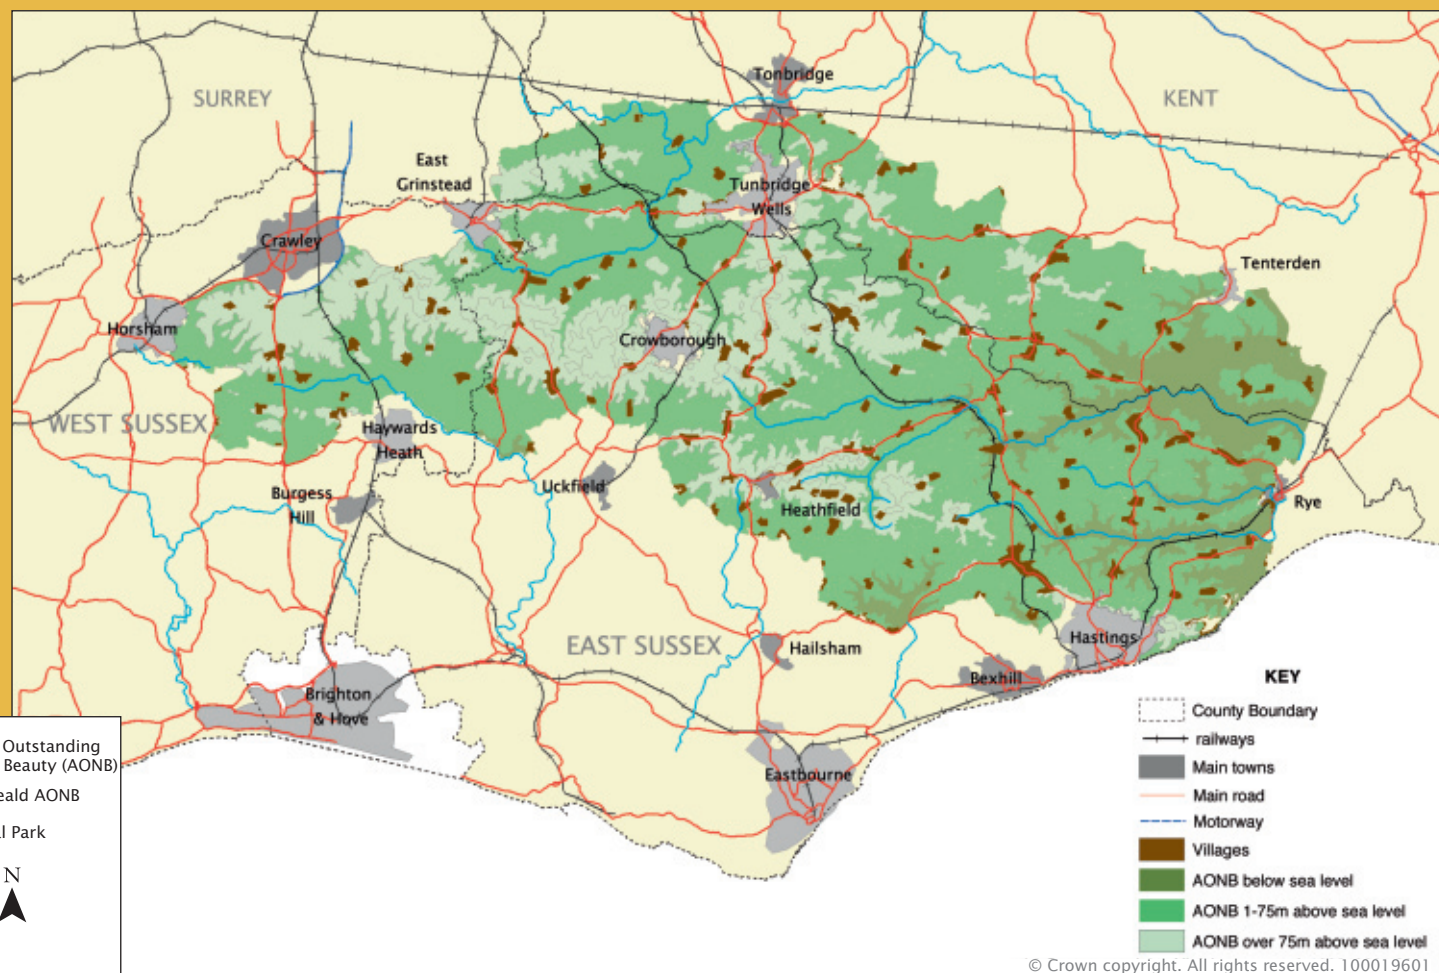 SURREY
KENT
Tonbridge
East
Grinstead
Tunbridge
Wells
Crawley
Tenterden
Horsham
Crowborough
WEST SUSSEX
Haywards
Heath
Uckfield
Burgess
Hill
Heathfield
Rye
EAST SUSSEX
Hailsham
Hastings
Bexhill
Brighton
& Hove
Eastbourne
KEY
County Boundary
railways
Main towns
Main road
Motorway
Villages
AONB below sea level
AONB 1-75m above sea level
AONB over 75m above sea level
Outstanding
Beauty (AONB)
eald AONB
l Park
N
© Crown copyright. All rights reserved. 100019601